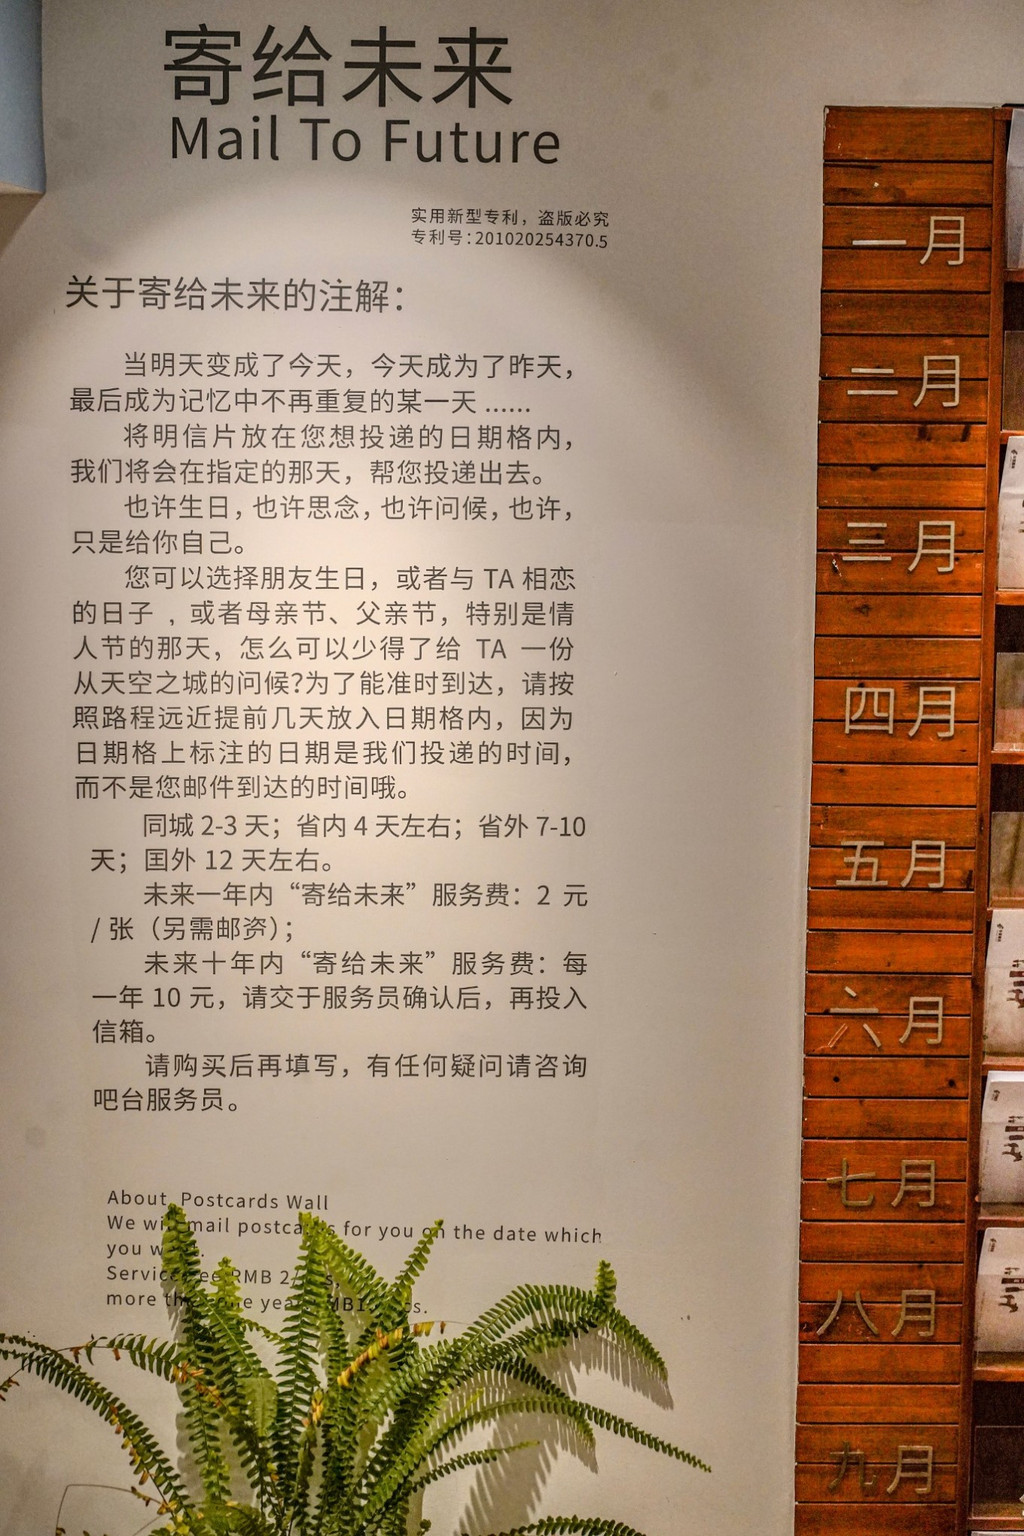 寄给未来
Mail To Future
实用新型专利，盗版必究
专利号：201020254370.5
关于寄给未来的注解：
当明天变成了今天，今天成为了昨天，
最后成为记忆中不再重复的某一天 ......
将明信片放在您想投递的日期格内，
我们将会在指定的那天，帮您投递出去。
也许生日，也许思念，也许问候，也许，
只是给你自己。
您可以选择朋友生日，或者与 TA 相恋
的日子 ，或者母亲节、父亲节，特别是情
人节的那天，怎么可以少得了给 TA 一份
从天空之城的问候?为了能准时到达，请按
照路程远近提前几天放入日期格内，因为
日期格上标注的日期是我们投递的时间，
而不是您邮件到达的时间哦。
同城 2-3 天；省内 4 天左右；省外 7-10
天；国外 12 天左右。
未来一年内“寄给未来”服务费：2 元
/ 张（另需邮资）；
未来十年内“寄给未来”服务费：每
一年 10 元，请交于服务员确认后，再投入
信箱。
请购买后再填写，有任何疑问请咨询
吧台服务员。
About Postcards Wall
We mail for you on the date which
you
RMB 2/
more
一月
二月
三月
四月
五月
六月
七月
八月
九月